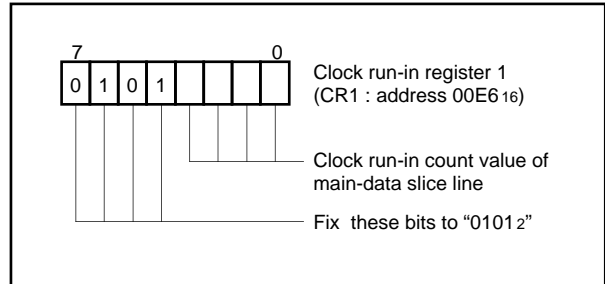 7 0
0 1 0 1
Clock run-in register 1
(CR1 : address 00E6 16)
Clock run-in count value of
main-data slice line
Fix these bits to “0101 2”